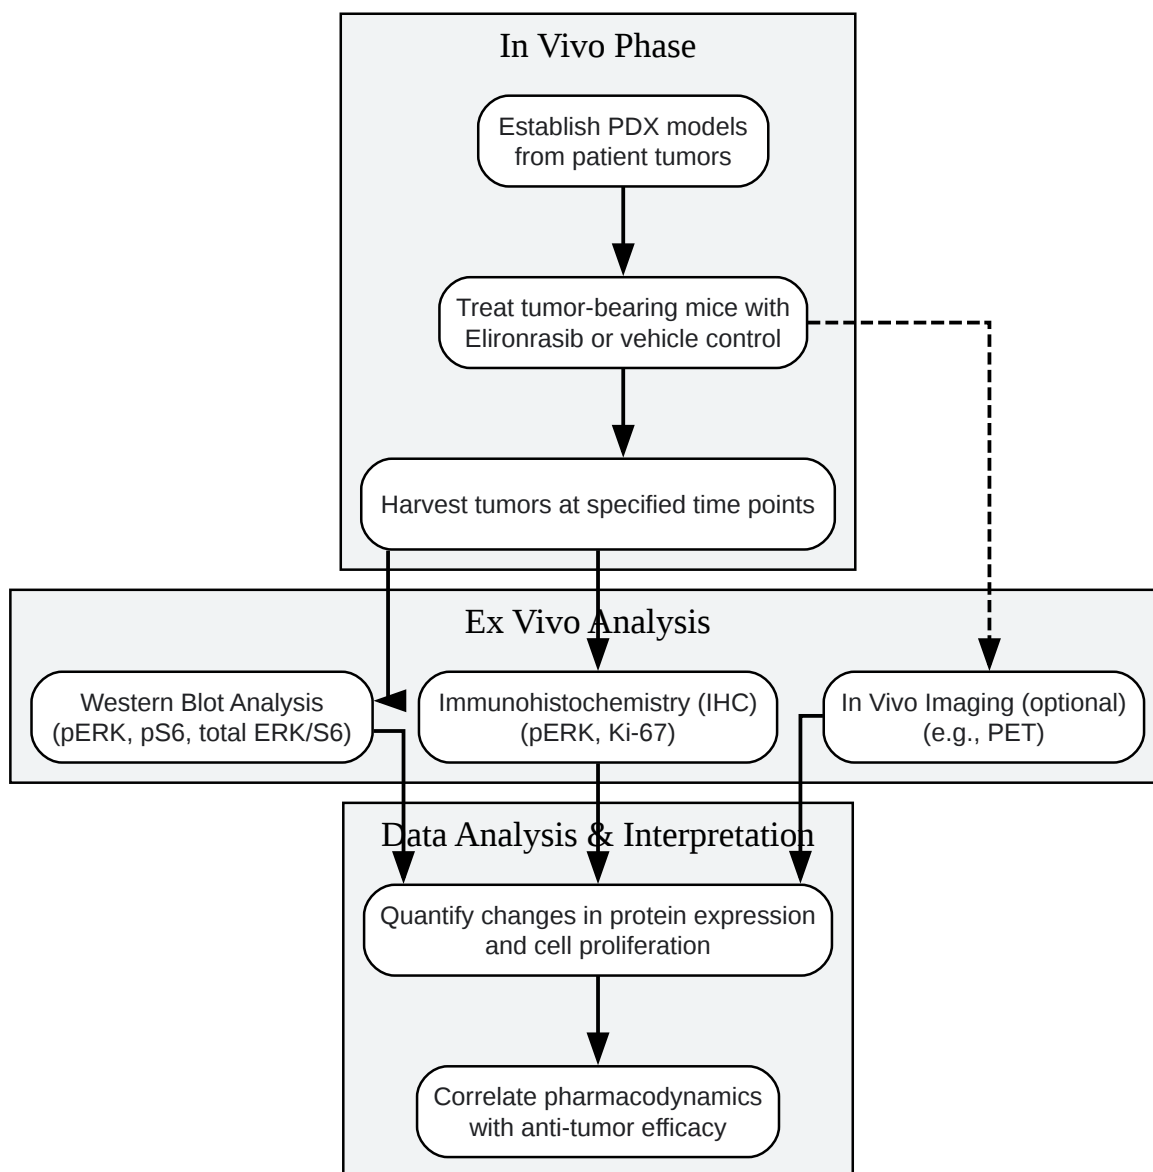 In Vivo Phase
Establish PDX models
from patient tumors
Treat tumor-bearing mice with
Elironrasib or vehicle control
Harvest tumors at specified time points
Ex Vivo Analysis
Western Blot Analysis
(pERK, pS6, total ERK/S6)
Immunohistochemistry (IHC)
(pERK, Ki-67)
In Vivo Imaging (optional)
(e.g., PET)
Data Analysis & Interpretation
Quantify changes in protein expression
and cell proliferation
Correlate pharmacodynamics
with anti-tumor efficacy